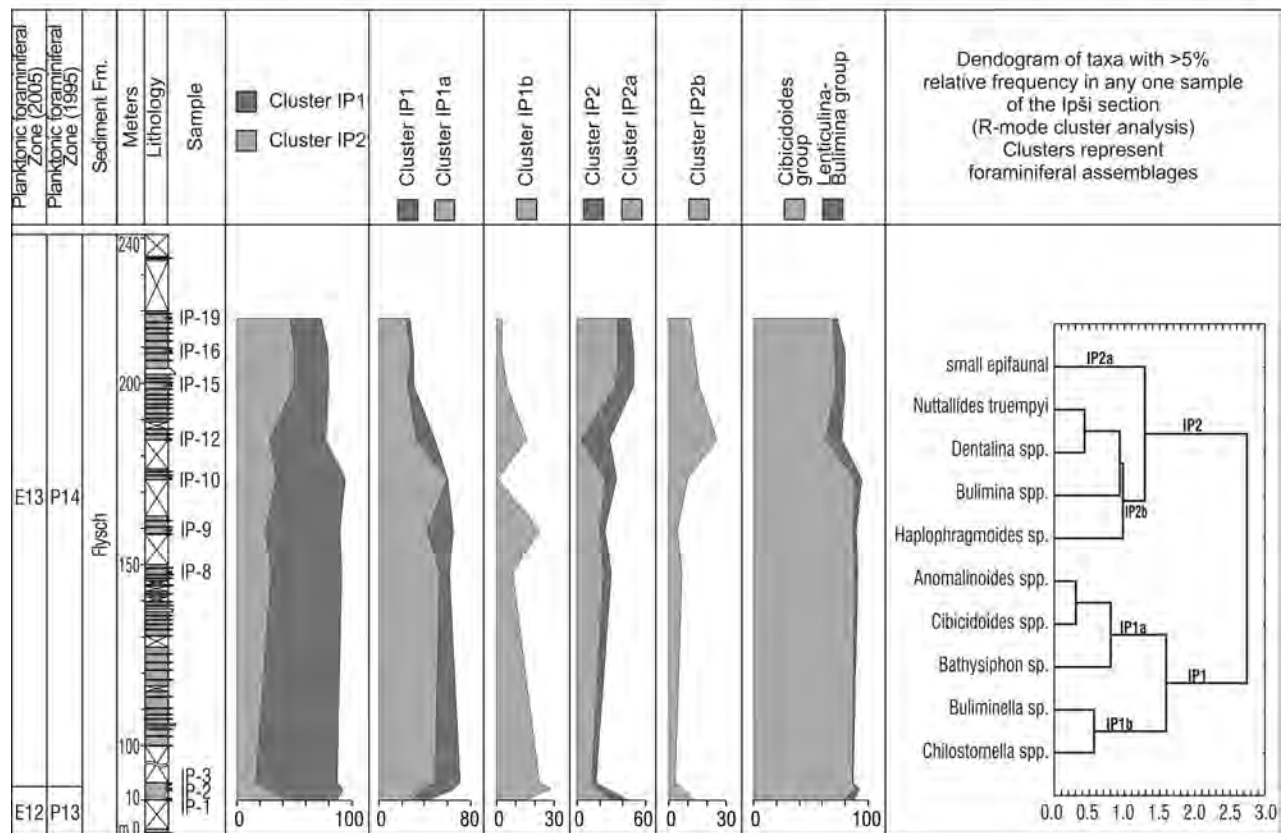 Planktonic foraminiferal
Zone (2005)
Planktonic foraminiferal
Zone (1995)
Sediment Fm.
Meters
Lithology
Sample
Cluster IP1
Cluster IP2
Cluster IP1
Cluster IP1a
Cluster IP1b
Cluster IP2
Cluster IP2a
Cluster IP2b
Cibicidoides
group
Lenticulina-
Bulimina group
Dendogram of taxa with >5%
relative frequency in any one sample
of the Ipši section
(R-mode cluster analysis)
Clusters represent
foraminiferal assemblages
240
200
150
100
10
m 0
E13 P14
E12 P13
Flysch
IP-19
IP-16
IP-15
IP-12
IP-10
IP-9
IP-8
IP-3
IP-2
IP-1
0 100
0 80
0 30
0 60
0 30
0 100
small epifaunal
Nuttallides truempyi
Dentalina spp.
Bulimina spp.
Haplophragmoides sp.
Anomalinoides spp.
Cibicidoides spp.
Bathysiphon sp.
Buliminella sp.
Chilostomella spp.
IP2a
IP2
IP2b
IP1a
IP1
IP1b
0.0 0.6 1.0 1.6 2.0 2.5 3.0